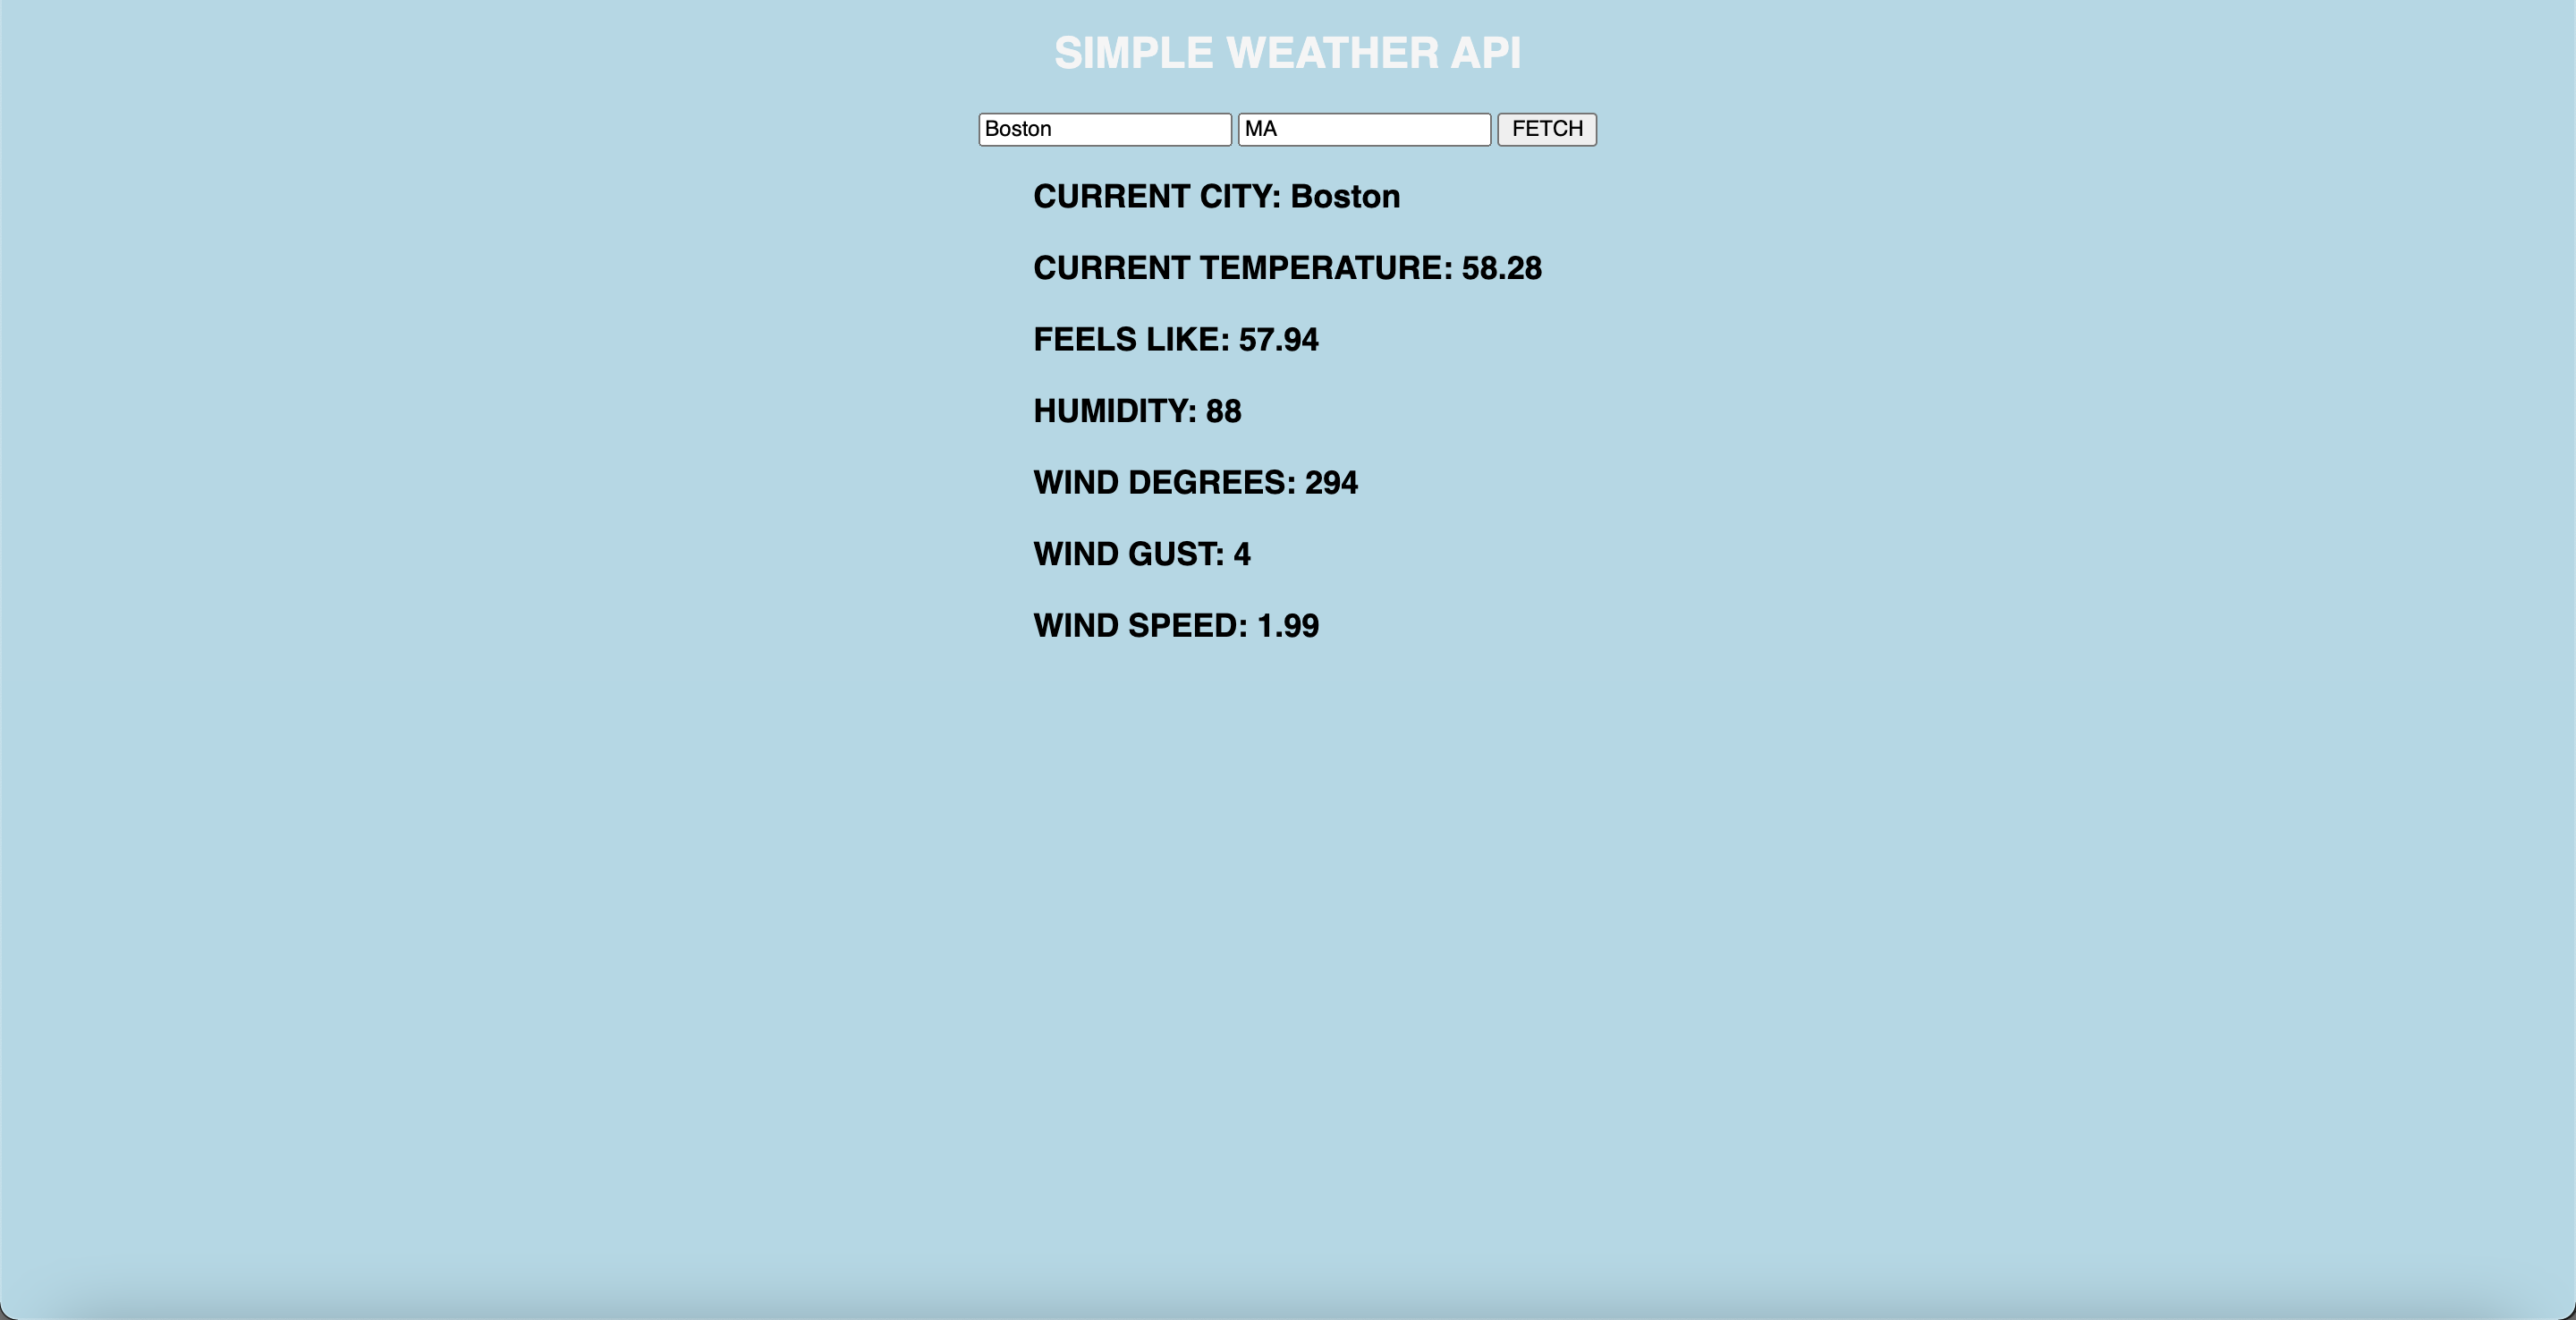 SIMPLE WEATHER API
Boston MA FETCH
CURRENT CITY: Boston
CURRENT TEMPERATURE: 58.28
FEELS LIKE: 57.94
HUMIDITY: 88
WIND DEGREES: 294
WIND GUST: 4
WIND SPEED: 1.99